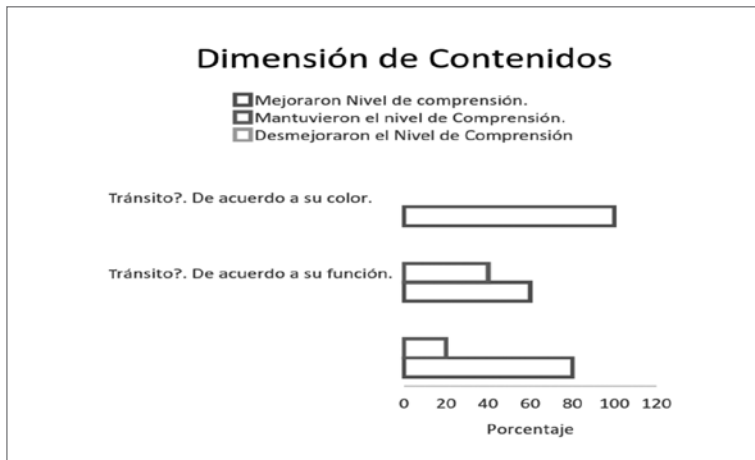 Dimensión de Contenidos
Mejoraron Nivel de comprensión.
Mantuvieron el nivel de Comprensión.
Desmejoraron el Nivel de Comprensión
Tránsito?. De acuerdo a su color.
Tránsito?. De acuerdo a su función.
0 20 40 60 80 100 120
Porcentaje